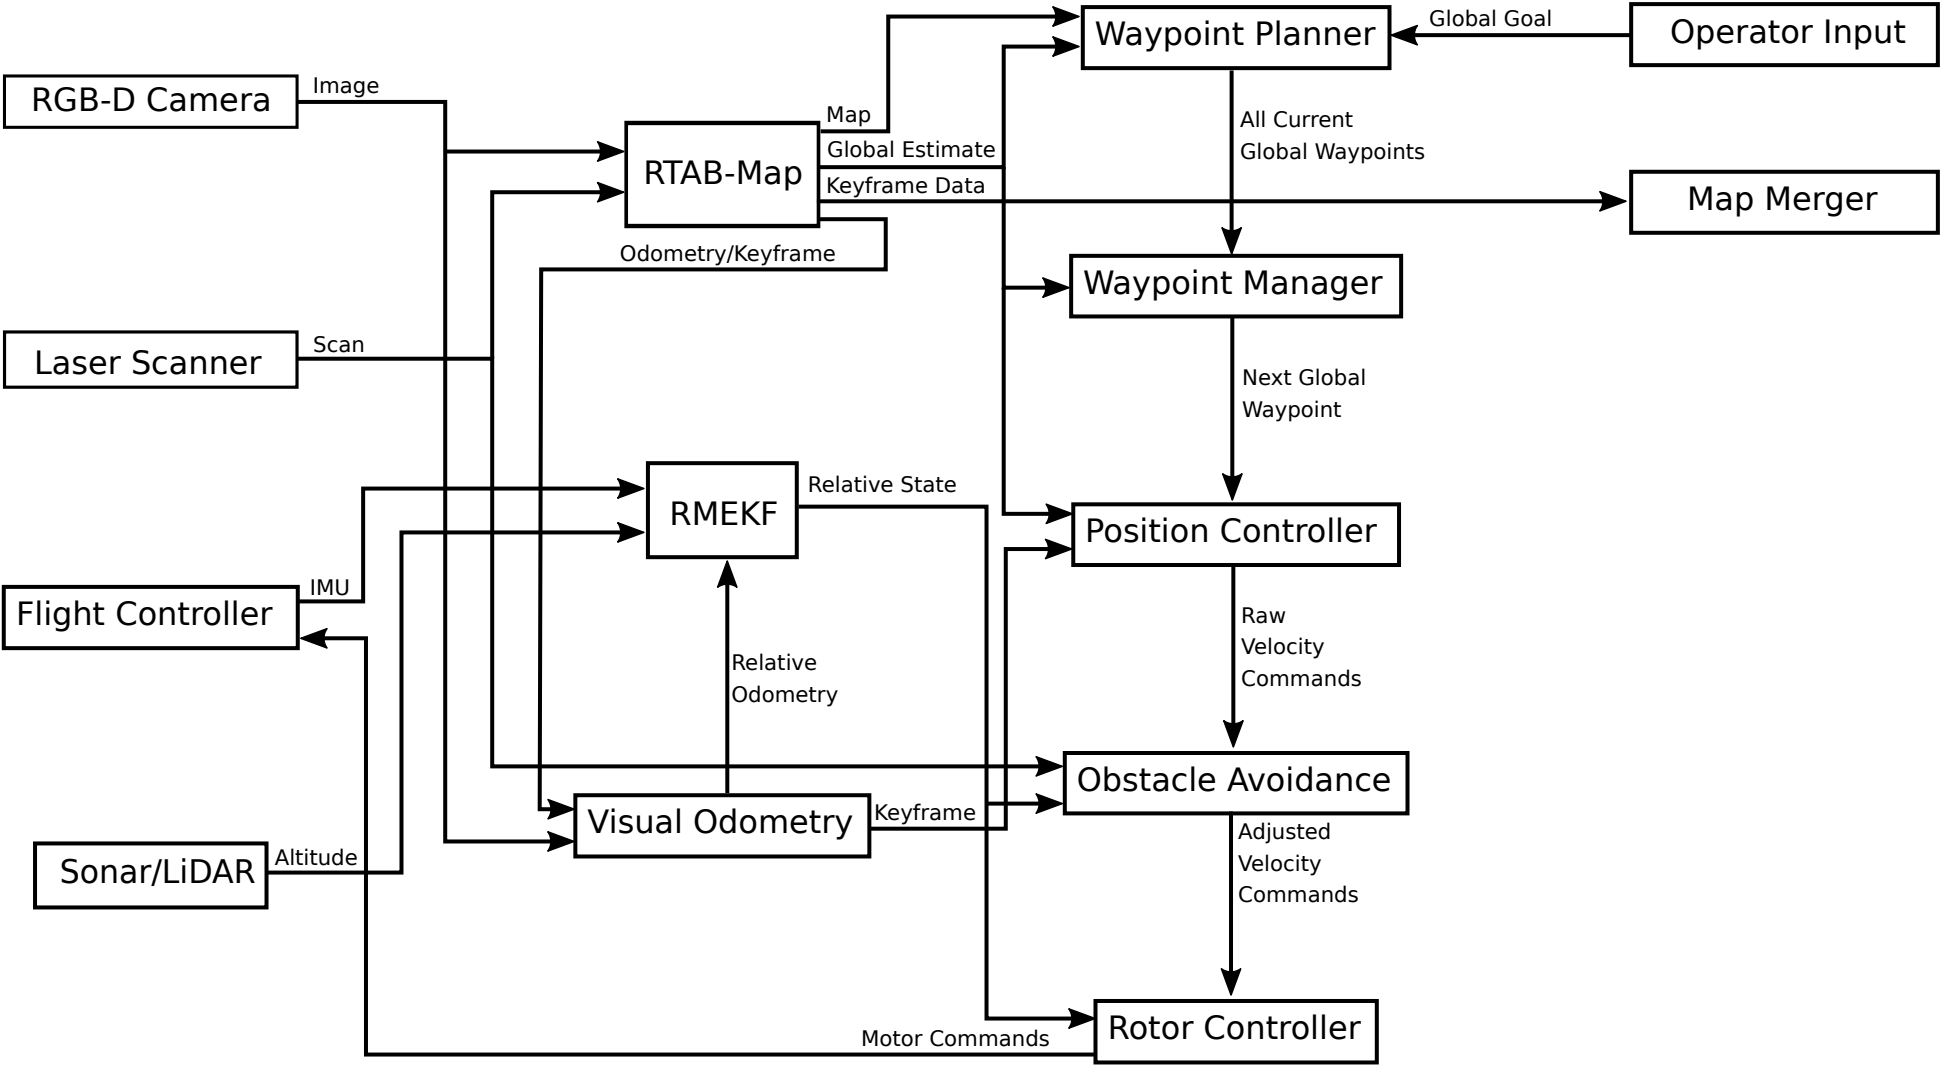 Waypoint Planner
Global Goal
Operator Input
RGB-D Camera
Image
Map
All Current
Global Waypoints
RTAB-Map
Global Estimate
Keyframe Data
Map Merger
Odometry/Keyframe
Waypoint Manager
Laser Scanner
Scan
Next Global
Waypoint
RMEKF
Relative State
Position Controller
Flight Controller
IMU
Raw
Velocity
Commands
Relative
Odometry
Obstacle Avoidance
Visual Odometry
Keyframe
Sonar/LiDAR
Altitude
Adjusted
Velocity
Commands
Motor Commands
Rotor Controller